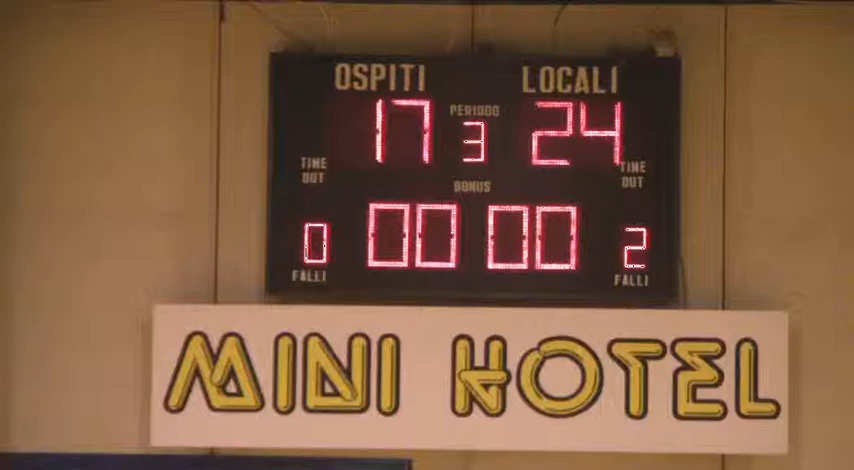 OSPITI LOCALI
17 PERIODO 3 24
TIME OUT TIME OUT
BONUS
0 00 00 2
FALLI FALLI
MINI HOTEL